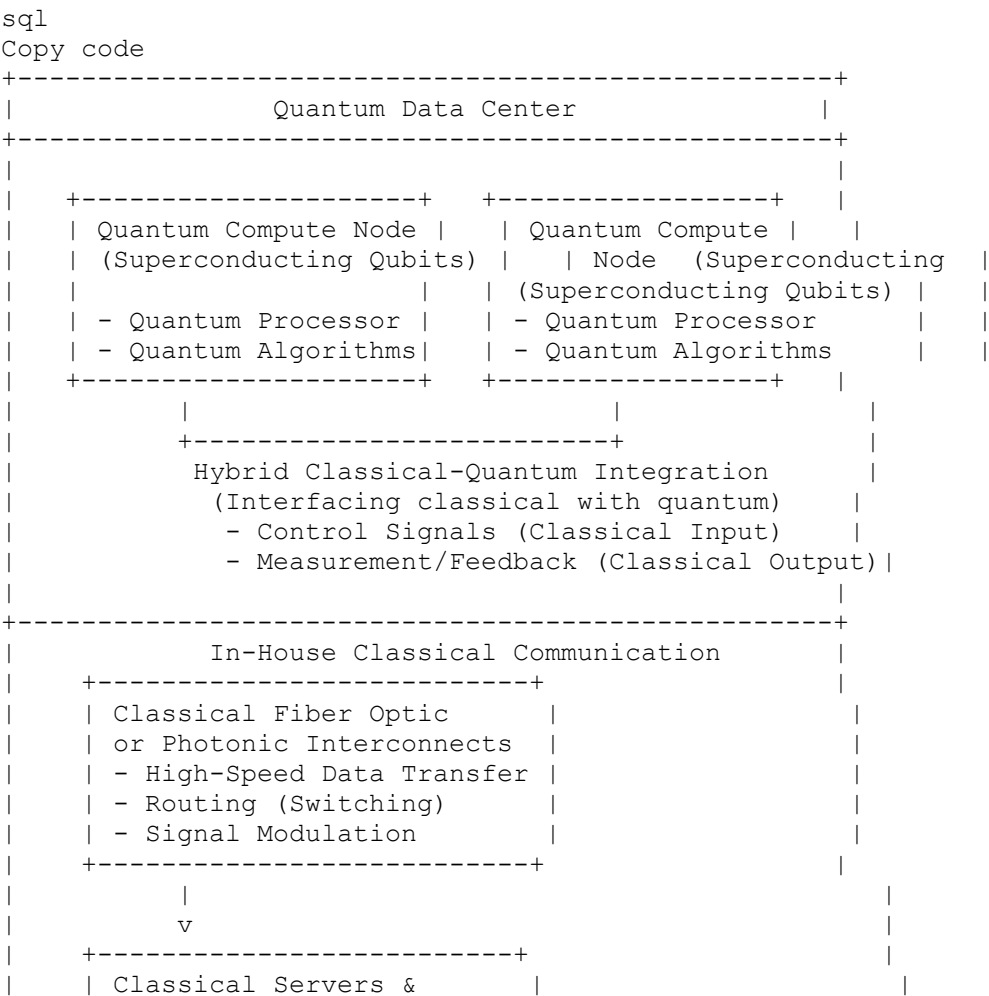 sql
Copy code
+---------------------------------------------------+
|                Quantum Data Center               |
+---------------------------------------------------+
|                                                   |
|   +---------------------+   +-----------------+   |
|   | Quantum Compute Node |   | Quantum Compute |   |
|   | (Superconducting Qubits) |   | Node  (Superconducting  |
|   |                    |   | (Superconducting Qubits) |   |
|   | - Quantum Processor |   | - Quantum Processor      |   |
|   | - Quantum Algorithms|   | - Quantum Algorithms     |   |
|   +---------------------+   +-----------------+   |
|          |                          |               |
|          +--------------------------+               |
|           Hybrid Classical-Quantum Integration      |
|            (Interfacing classical with quantum)    |
|             - Control Signals (Classical Input)    |
|             - Measurement/Feedback (Classical Output)|
|                                                   |
+---------------------------------------------------+
|            In-House Classical Communication       |
|    +---------------------------+                  |
|    | Classical Fiber Optic      |                  |
|    | or Photonic Interconnects  |                  |
|    | - High-Speed Data Transfer |                  |
|    | - Routing (Switching)      |                  |
|    | - Signal Modulation        |                  |
|    +---------------------------+                  |
|          |                                           |
|          v                                           |
|    +--------------------------+                      |
|    | Classical Servers &       |                      |